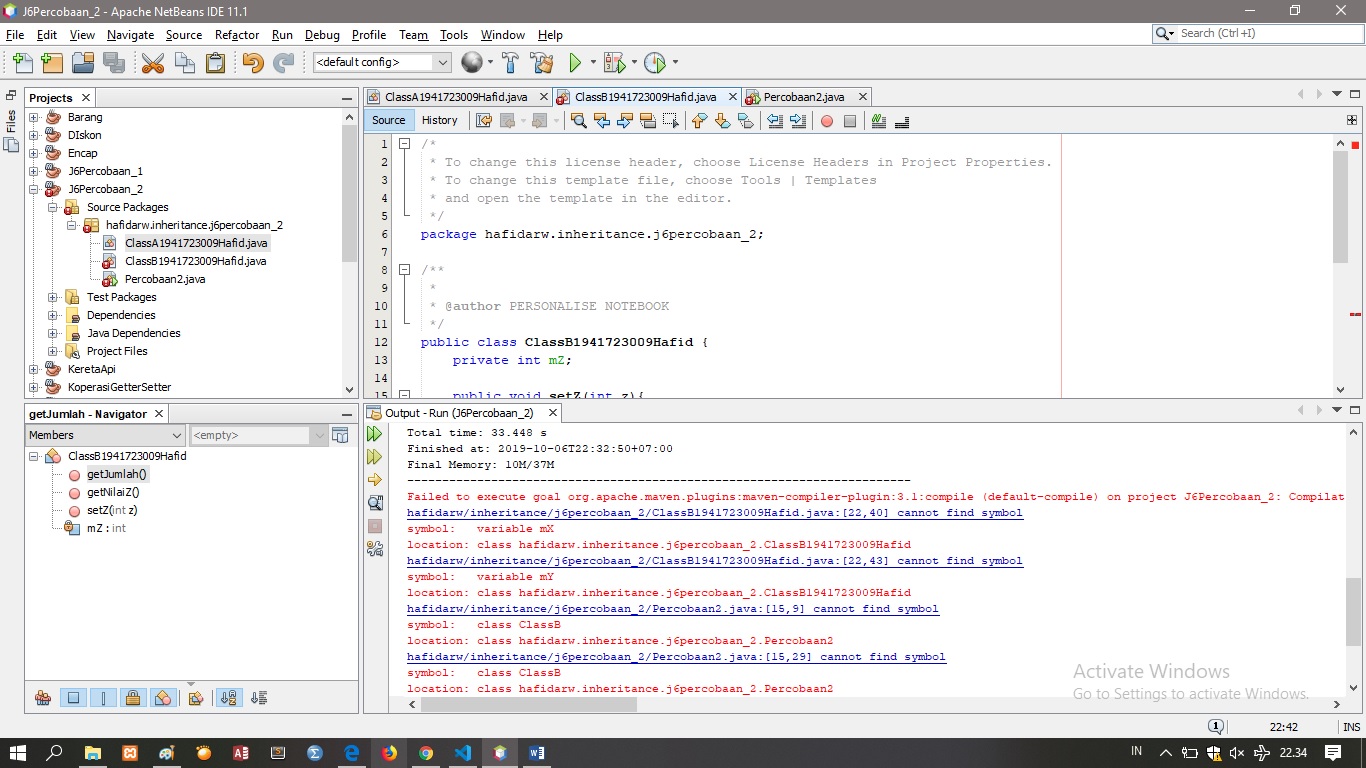 J6Percobaan_2 - Apache NetBeans IDE 11.1
File Edit View Navigate Source Refactor Run Debug Profile Team Tools Window Help
Search (Ctrl+I)
<default config>
Files
Projects
Barang
DIskon
Encap
J6Percobaan_1
J6Percobaan_2
Source Packages
hafidarw.inheritance.j6percobaan_2
ClassA1941723009Hafid.java
ClassB1941723009Hafid.java
Percobaan2.java
Test Packages
Dependencies
Java Dependencies
Project Files
KeretaApi
KoperasiGetterSetter
ClassA1941723009Hafid.java ClassB1941723009Hafid.java Percobaan2.java
Source History
1 /*
2 * To change this license header, choose License Headers in Project Properties.
3 * To change this template file, choose Tools | Templates
4 * and open the template in the editor.
5 */
6 package hafidarw.inheritance.j6percobaan_2;
7
8 /**
9 *
10 * @author PERSONALISE NOTEBOOK
11 */
12 public class ClassB1941723009Hafid {
13 private int mZ;
14
15 public void setZ(int z){
getJumlah - Navigator
Members <empty>
ClassB1941723009Hafid
getJumlah()
getNilaiZ()
setZ(int z)
mZ : int
Output - Run (J6Percobaan_2)
Total time: 33.448 s
Finished at: 2019-10-06T22:32:50+07:00
Final Memory: 10M/37M
------------------------------------------------------------------------
Failed to execute goal org.apache.maven.plugins:maven-compiler-plugin:3.1:compile (default-compile) on project J6Percobaan_2: Compilat
hafidarw/inheritance/j6percobaan_2/ClassB1941723009Hafid.java:[22,40] cannot find symbol
symbol: variable mX
location: class hafidarw.inheritance.j6percobaan_2.ClassB1941723009Hafid
hafidarw/inheritance/j6percobaan_2/ClassB1941723009Hafid.java:[22,43] cannot find symbol
symbol: variable mY
location: class hafidarw.inheritance.j6percobaan_2.ClassB1941723009Hafid
hafidarw/inheritance/j6percobaan_2/Percobaan2.java:[15,9] cannot find symbol
symbol: class ClassB
location: class hafidarw.inheritance.j6percobaan_2.Percobaan2
hafidarw/inheritance/j6percobaan_2/Percobaan2.java:[15,29] cannot find symbol
symbol: class ClassB
location: class hafidarw.inheritance.j6percobaan_2.Percobaan2
Activate Windows
Go to Settings to activate Windows.
1 22:42 INS
IN 22.34